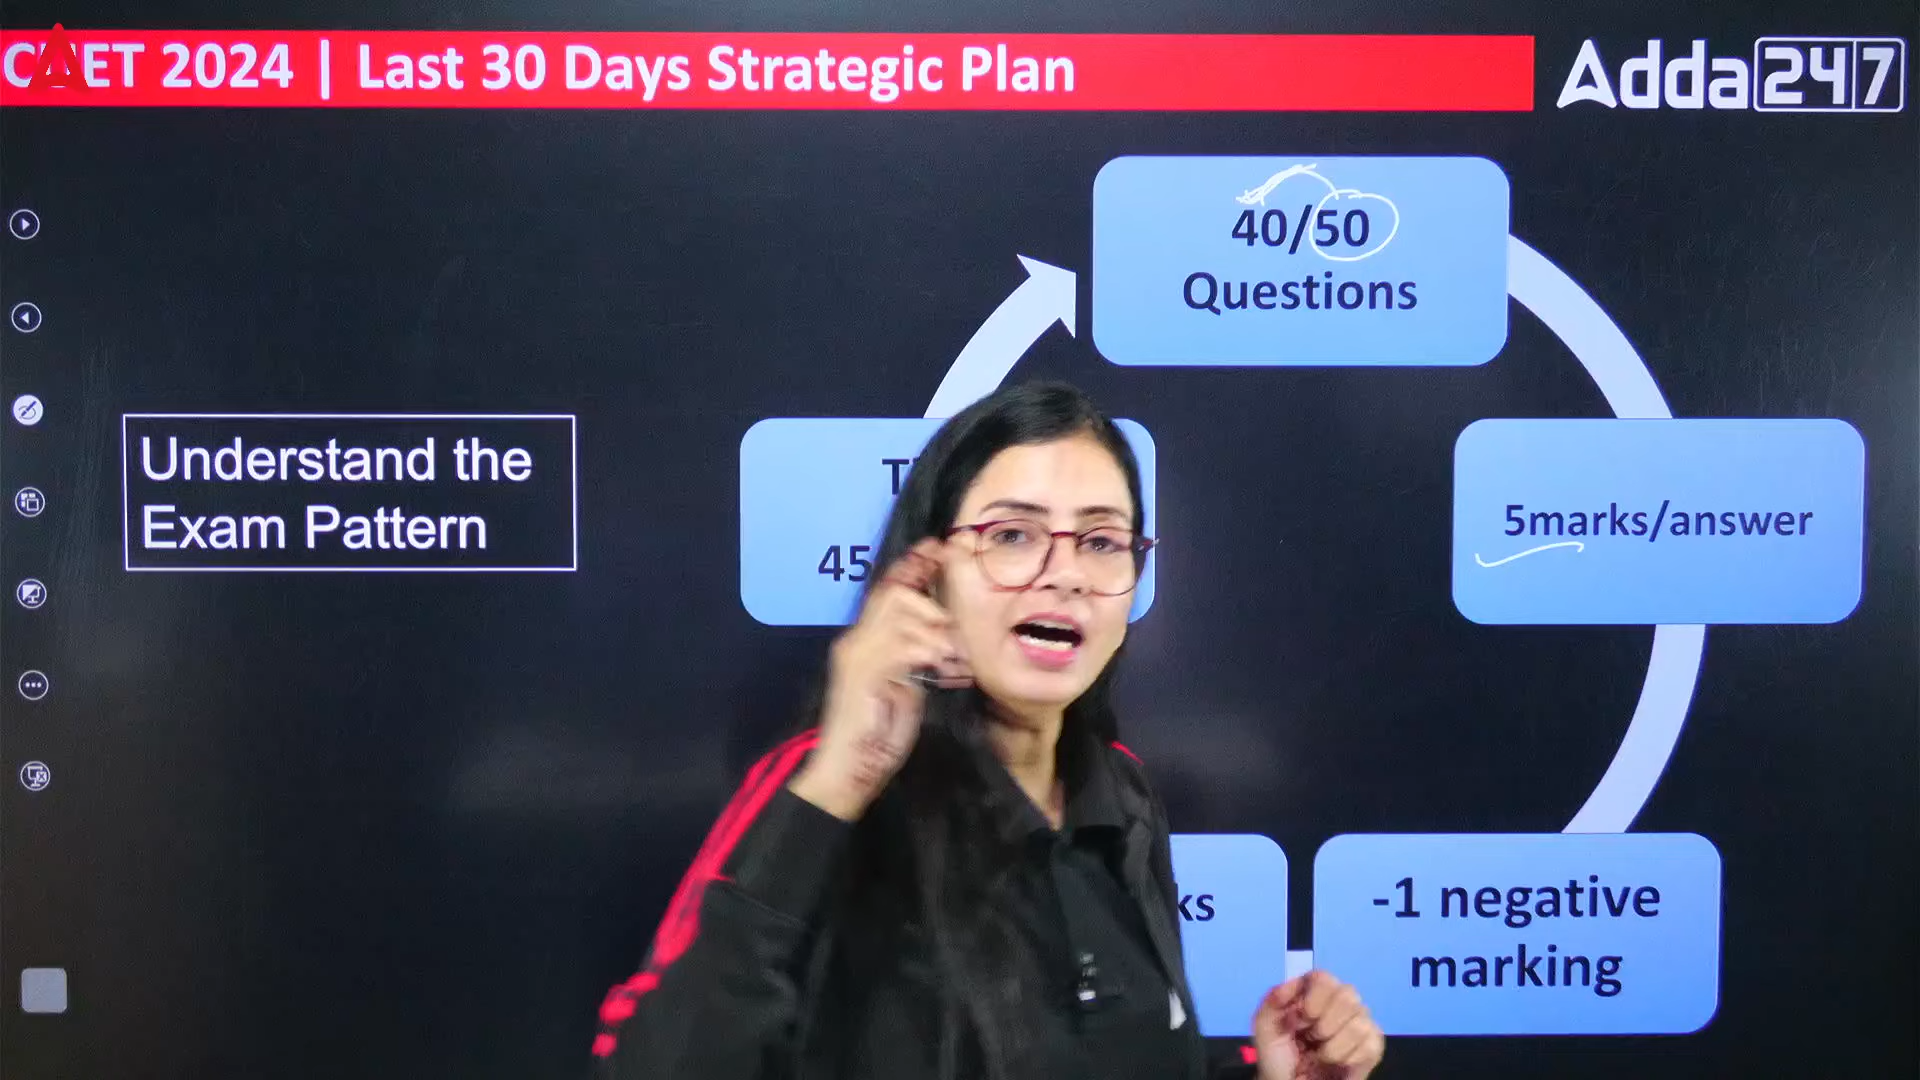 CUET 2024 | Last 30 Days Strategic Plan
Adda247
40/50
Questions
Understand the
Exam Pattern
45
5marks/answer
-1 negative
marking